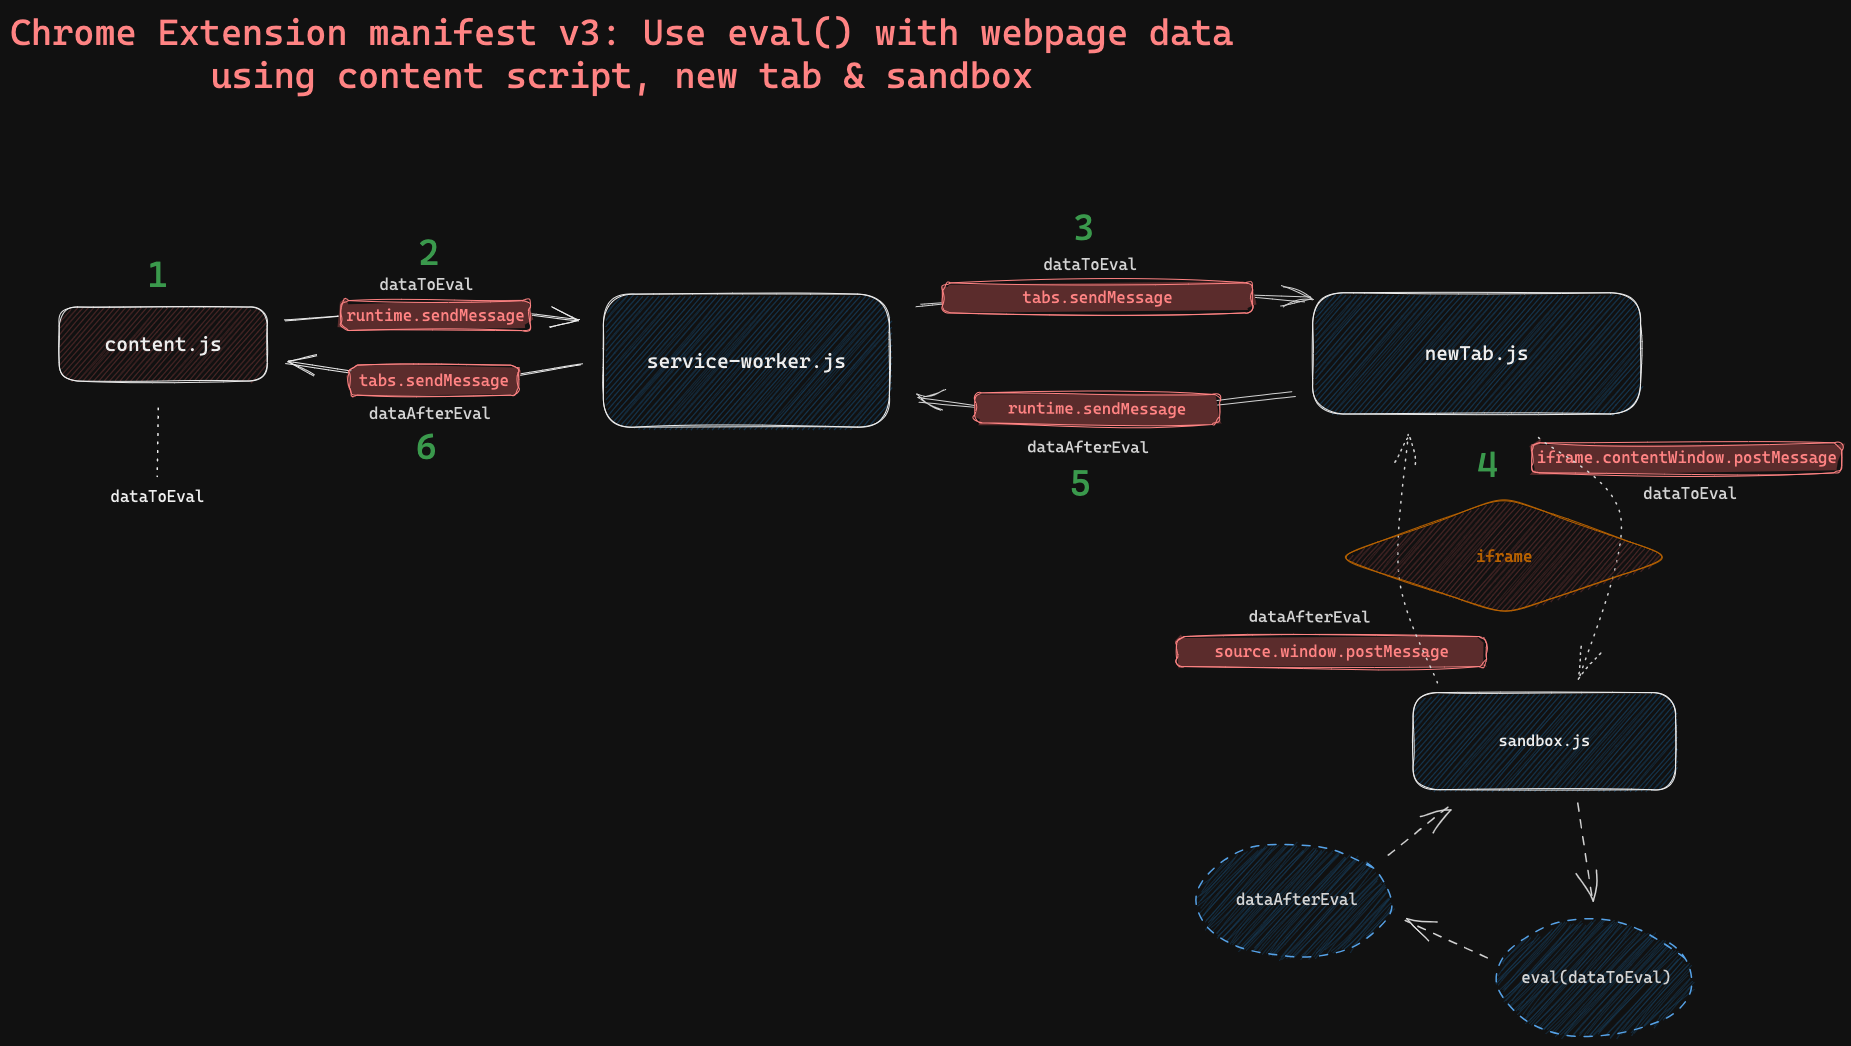 Chrome Extension manifest v3: Use eval() with webpage data
using content script, new tab & sandbox
1
content.js
dataToEval
2
dataToEval
runtime.sendMessage
tabs.sendMessage
dataAfterEval
6
service-worker.js
3
dataToEval
tabs.sendMessage
runtime.sendMessage
dataAfterEval
5
newTab.js
4
iframe.contentWindow.postMessage
dataToEval
iframe
dataAfterEval
source.window.postMessage
sandbox.js
dataAfterEval
eval(dataToEval)